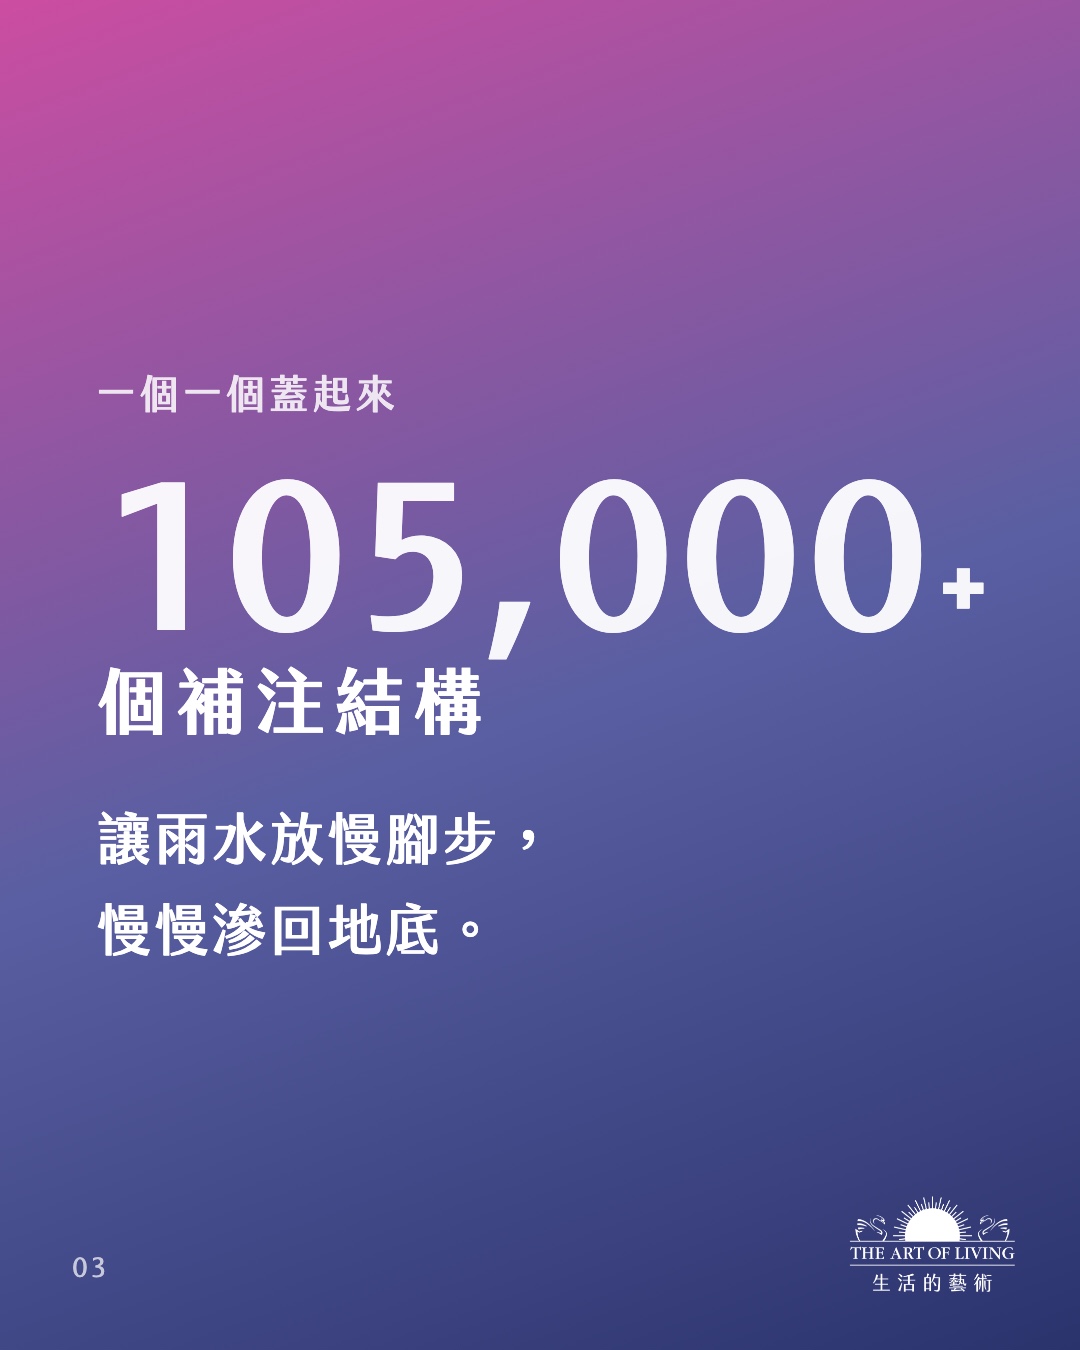 一個一個蓋起來
105,000+
個補注結構
讓雨水放慢腳步，
慢慢滲回地底。
03
THE ART OF LIVING
生活的藝術